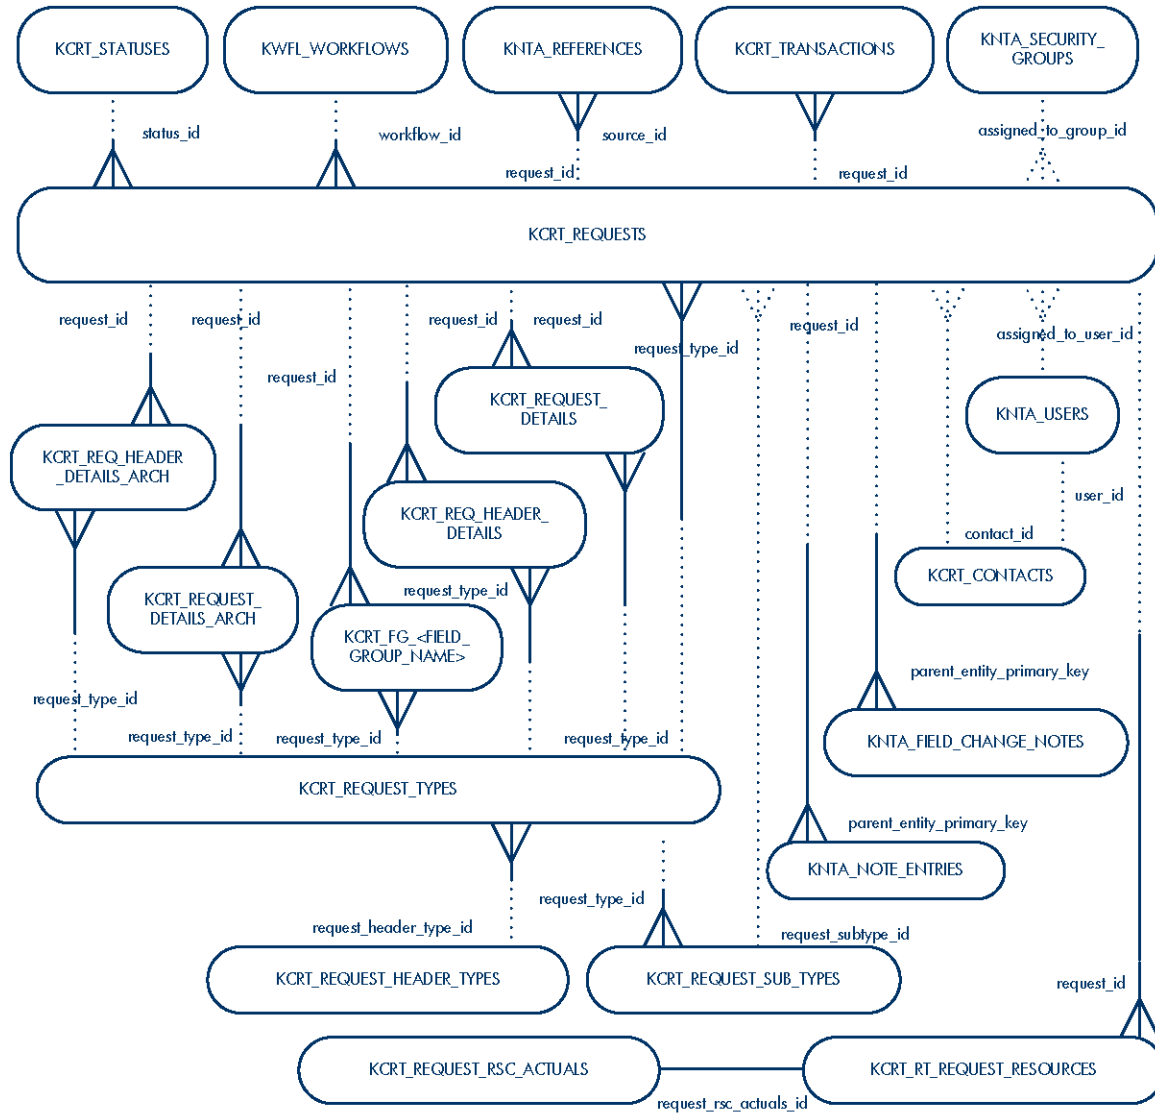 KCRT_STATUSES
KWFL_WORKFLOWS
KNTA_REFERENCES
KCRT_TRANSACTIONS
KNTA_SECURITY_
GROUPS
status_id
workflow_id
source_id
assigned_to_group_id
request_id
request_id
KCRT_REQUESTS
request_id
request_id
request_id
request_id
request_id
assigned_to_user_id
request_type_id
request_id
KCRT_REQUEST_
DETAILS
KNTA_USERS
KCRT_REQ_HEADER
_DETAILS_ARCH
user_id
KCRT_REQ_HEADER_
DETAILS
contact_id
KCRT_CONTACTS
request_type_id
KCRT_REQUEST_
DETAILS_ARCH
KCRT_FG_<FIELD_
GROUP_NAME>
parent_entity_primary_key
request_type_id
request_type_id
request_type_id
request_type_id
KNTA_FIELD_CHANGE_NOTES
KCRT_REQUEST_TYPES
parent_entity_primary_key
KNTA_NOTE_ENTRIES
request_type_id
request_header_type_id
request_subtype_id
KCRT_REQUEST_HEADER_TYPES
KCRT_REQUEST_SUB_TYPES
request_id
KCRT_REQUEST_RSC_ACTUALS
KCRT_RT_REQUEST_RESOURCES
request_rsc_actuals_id